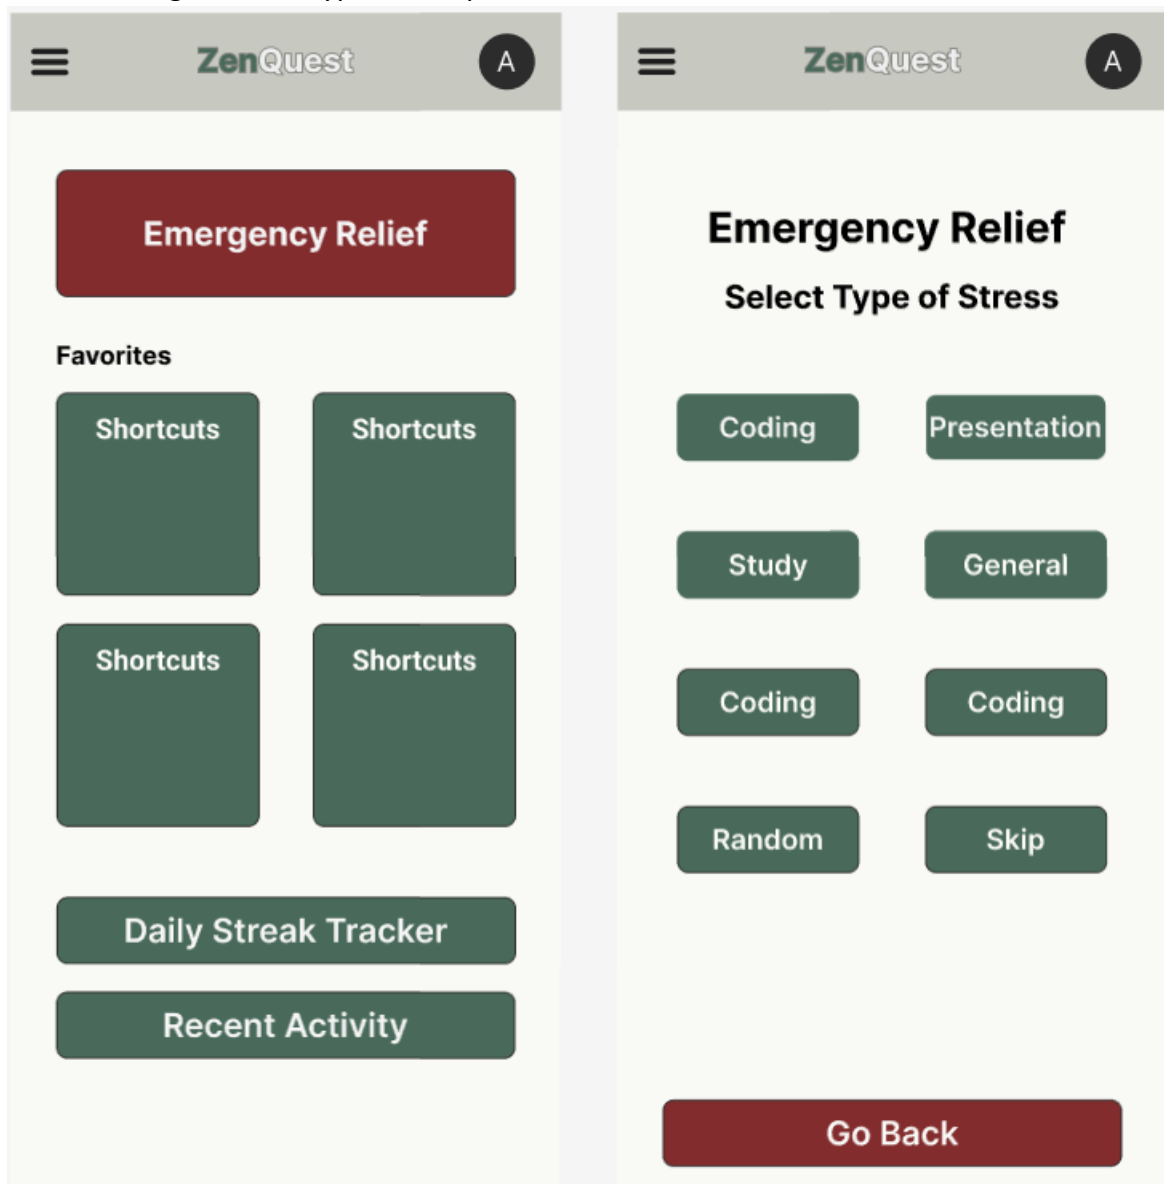 ZenQuest
A
Emergency Relief
Favorites
Shortcuts
Shortcuts
Shortcuts
Shortcuts
Daily Streak Tracker
Recent Activity
ZenQuest
A
Emergency Relief
Select Type of Stress
Coding
Presentation
Study
General
Coding
Coding
Random
Skip
Go Back